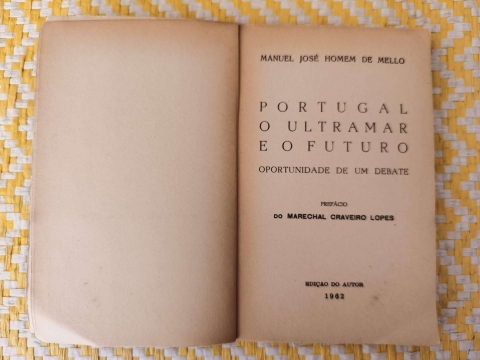 MANUEL JOSÉ HOMEM DE MELLO
PORTUGAL
O ULTRAMAR
E O FUTURO
OPORTUNIDADE DE UM DEBATE
PREFÁCIO
DO MARECHAL CRAVEIRO LOPES
EDIÇÃO DO AUTOR
1962